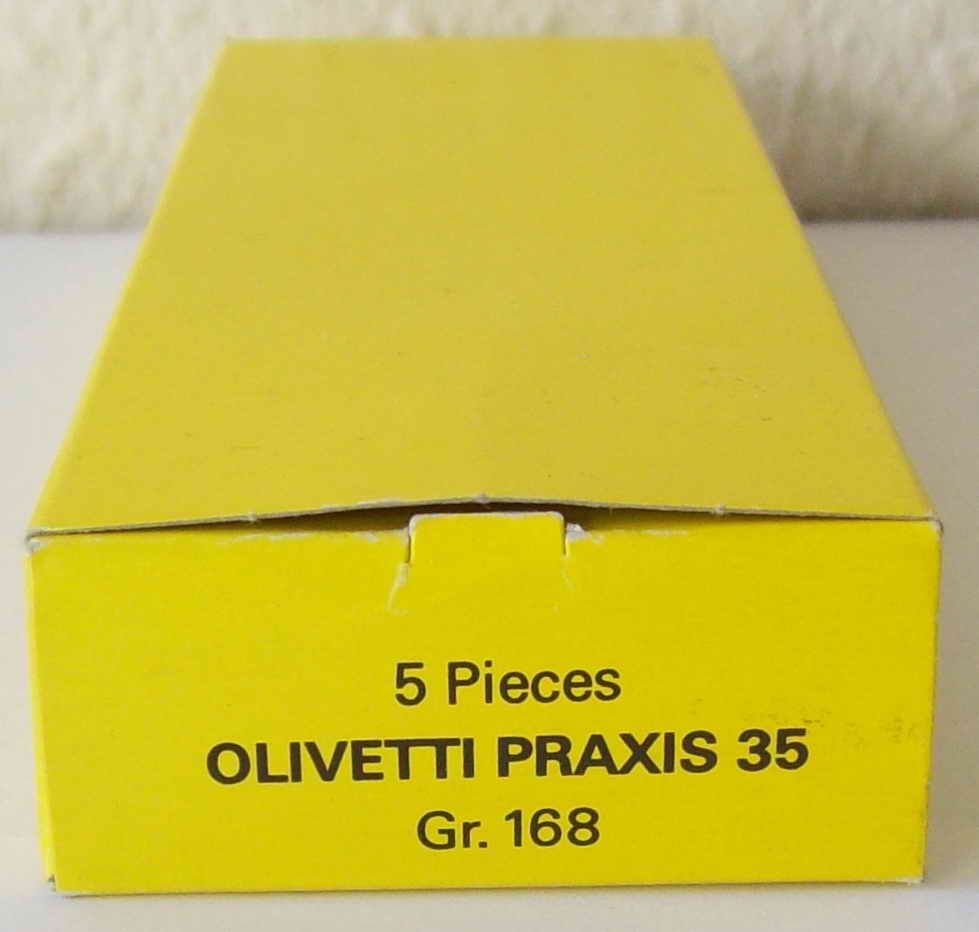 5 Pieces
OLIVETTI PRAXIS 35
Gr. 168